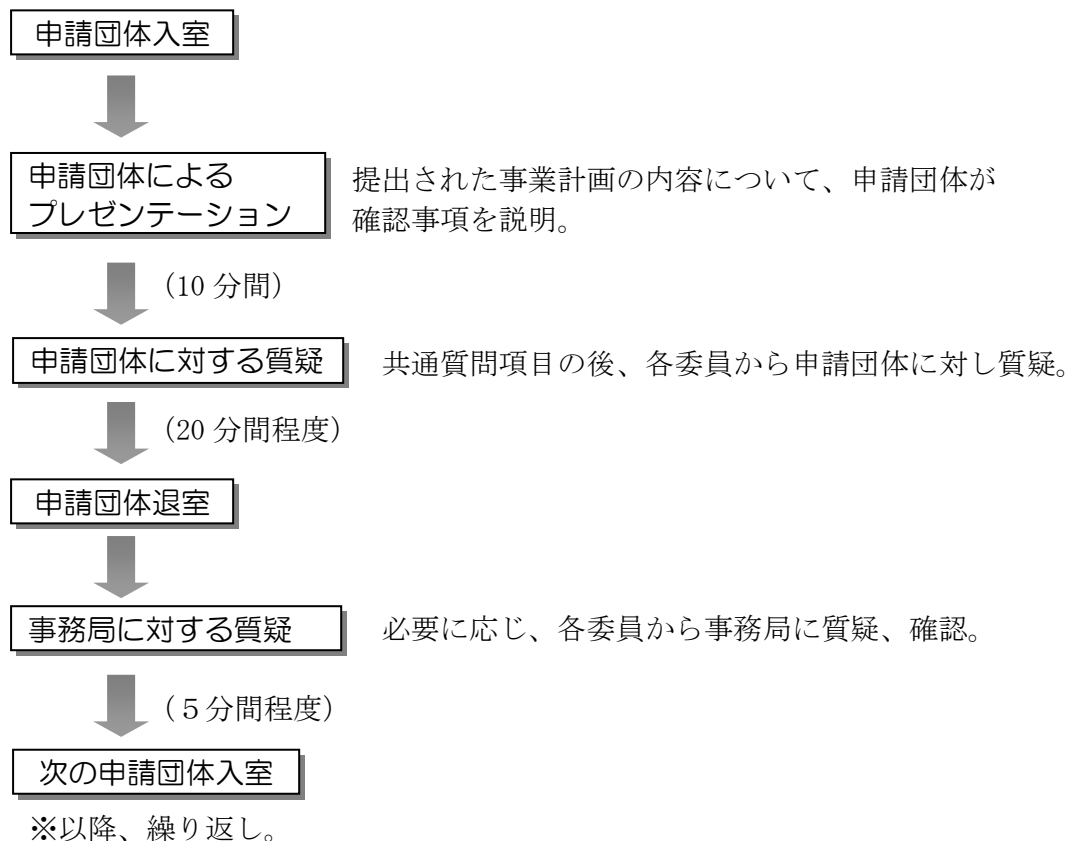 申請団体入室
申請団体による
プレゼンテーション
提出された事業計画の内容について、申請団体が
確認事項を説明。
（10 分間）
申請団体に対する質疑
共通質問項目の後、各委員から申請団体に対し質疑。
（20 分間程度）
申請団体退室
事務局に対する質疑
必要に応じ、各委員から事務局に質疑、確認。
（５分間程度）
次の申請団体入室
※以降、繰り返し。